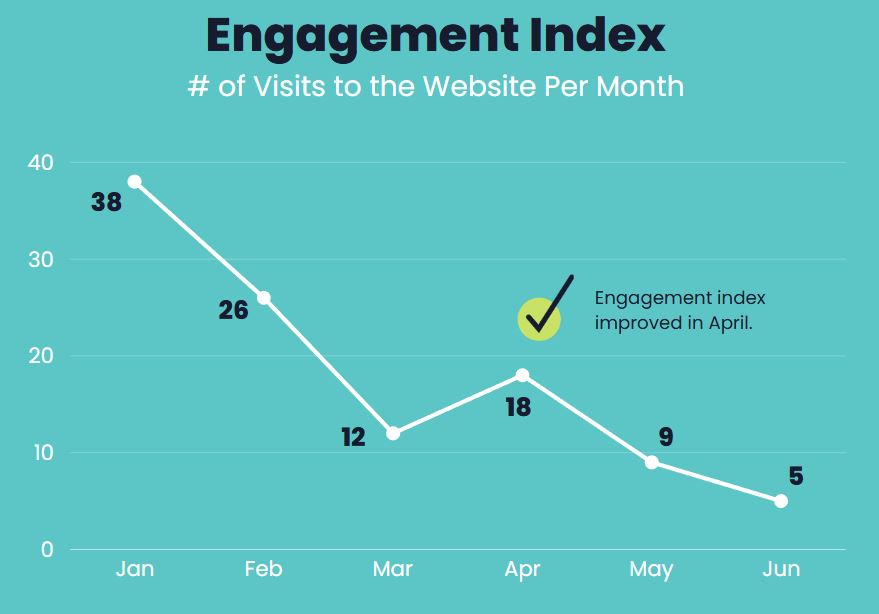 Engagement Index
# of Visits to the Website Per Month
40
38
30
Engagement index
improved in April.
26
20
18
12
9
10
5
0
Jan Feb Mar Apr May Jun